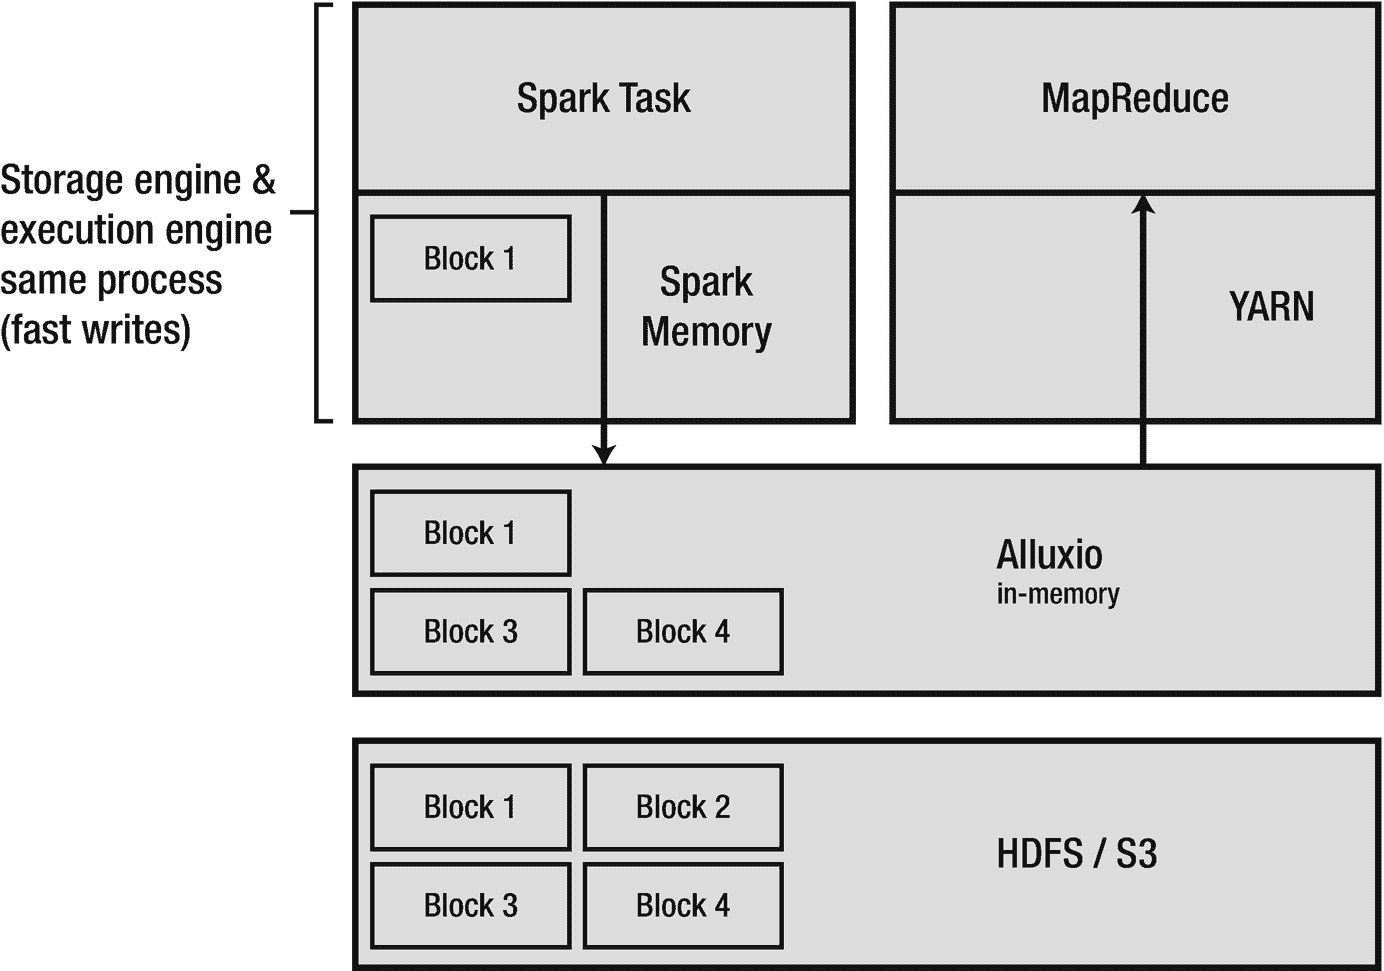 Storage engine &
execution engine
same process
(fast writes)
Spark Task
Block 1
Spark
Memory
MapReduce
YARN
Block 1
Block 3
Block 4
Alluxio
in-memory
Block 1
Block 2
Block 3
Block 4
HDFS / S3